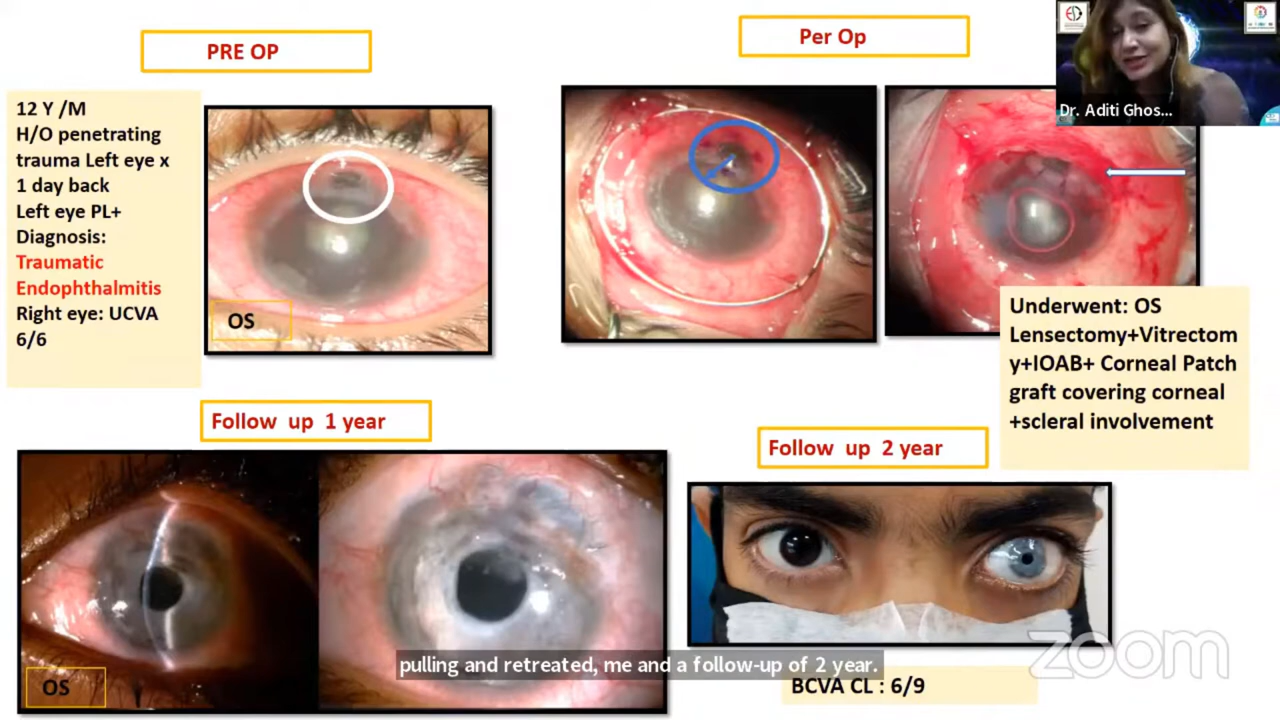 PRE OP
Per Op
Dr. Aditi Ghos...
12 Y /M
H/O penetrating
trauma Left eye x
1 day back
Left eye PL+
Diagnosis:
Traumatic
Endophthalmitis
Right eye: UCVA
6/6
OS
Underwent: OS
Lensectomy+Vitrectom
y+IOAB+ Corneal Patch
graft covering corneal
+scleral involvement
Follow up 1 year
Follow up 2 year
OS
pulling and retreated, me and a follow-up of 2 year.
zoom
BCVA CL : 6/9